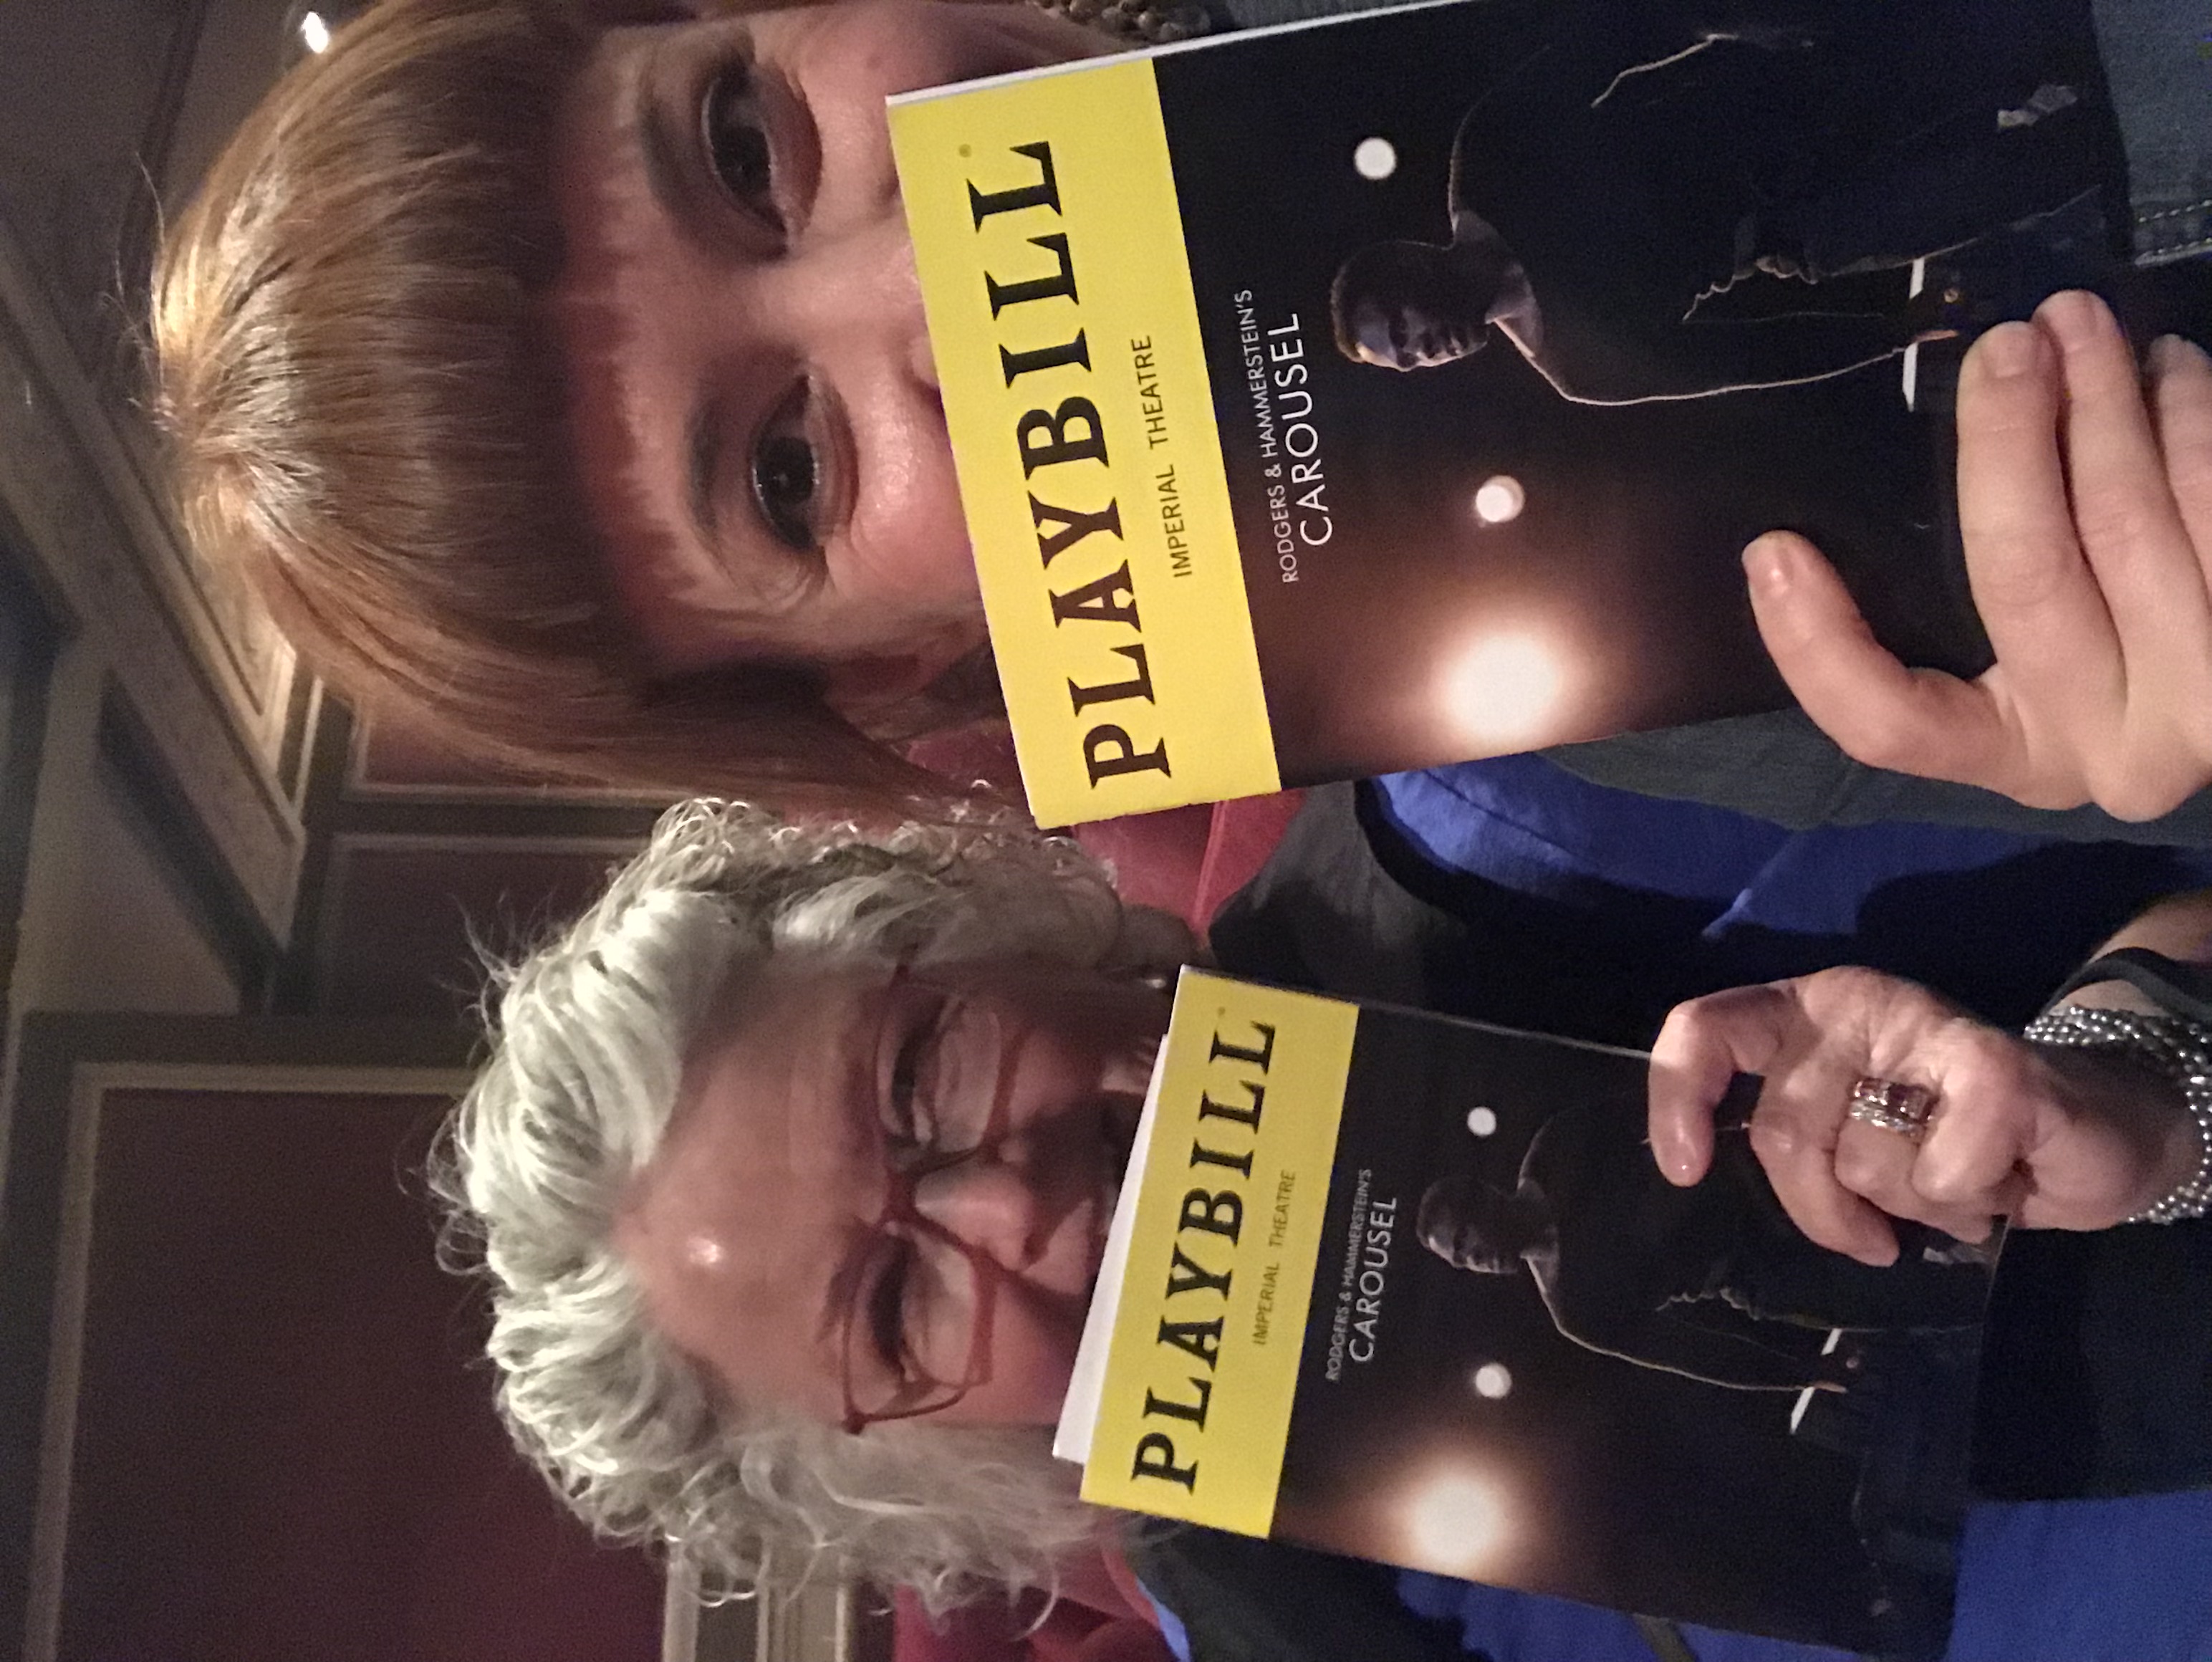 PLAYBILL®
IMPERIAL THEATRE
RODGERS & HAMMERSTEIN'S
CAROUSEL
PLAYBILL®
IMPERIAL THEATRE
RODGERS & HAMMERSTEIN'S
CAROUSEL